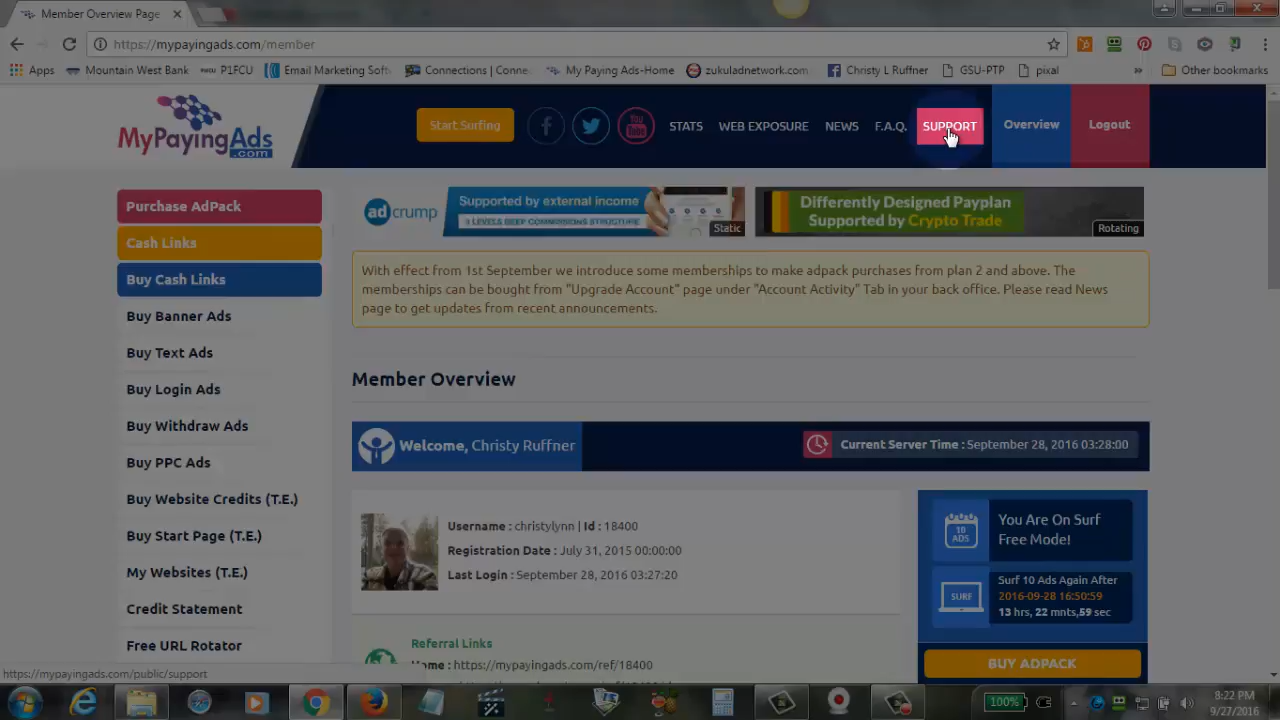 Member Overview Page
https://mypayingads.com/member
Apps
Mountain West Bank
P1FCU
Email Marketing Soft
Connections | Conne
My Paying Ads-Home
zukuladnetwork.com
Christy L Ruffner
GSU-PTP
pixal
Other bookmarks
MyPayingAds
.com
Start Surfing
You Tube
STATS
WEB EXPOSURE
NEWS
F.A.Q.
SUPPORT
Overview
Logout
Purchase AdPack
Cash Links
Buy Cash Links
Buy Banner Ads
Buy Text Ads
Buy Login Ads
Buy Withdraw Ads
Buy PPC Ads
Buy Website Credits (T.E.)
Buy Start Page (T.E.)
My Websites (T.E.)
Credit Statement
Free URL Rotator
adcrump
Supported by external income
3 LEVELS DEEP COMMISSIONS STRUCTURE
Static
Differently Designed Payplan
Supported by Crypto Trade
Rotating
With effect from 1st September we introduce some memberships to make adpack purchases from plan 2 and above. The
memberships can be bought from "Upgrade Account" page under "Account Activity" Tab in your back office. Please read News
page to get updates from recent announcements.
Member Overview
Welcome, Christy Ruffner
Current Server Time : September 28, 2016 03:28:00
Username : christylynn | Id : 18400
Registration Date : July 31, 2015 00:00:00
Last Login : September 28, 2016 03:27:20
Referral Links
Home : https://mypayingads.com/ref/18400
10
ADS
You Are On Surf
Free Mode!
SURF
Surf 10 Ads Again After
2016-09-28 16:50:59
13 hrs, 22 mnts,59 sec
BUY ADPACK
https://mypayingads.com/public/support
100%
8:22 PM
9/27/2016